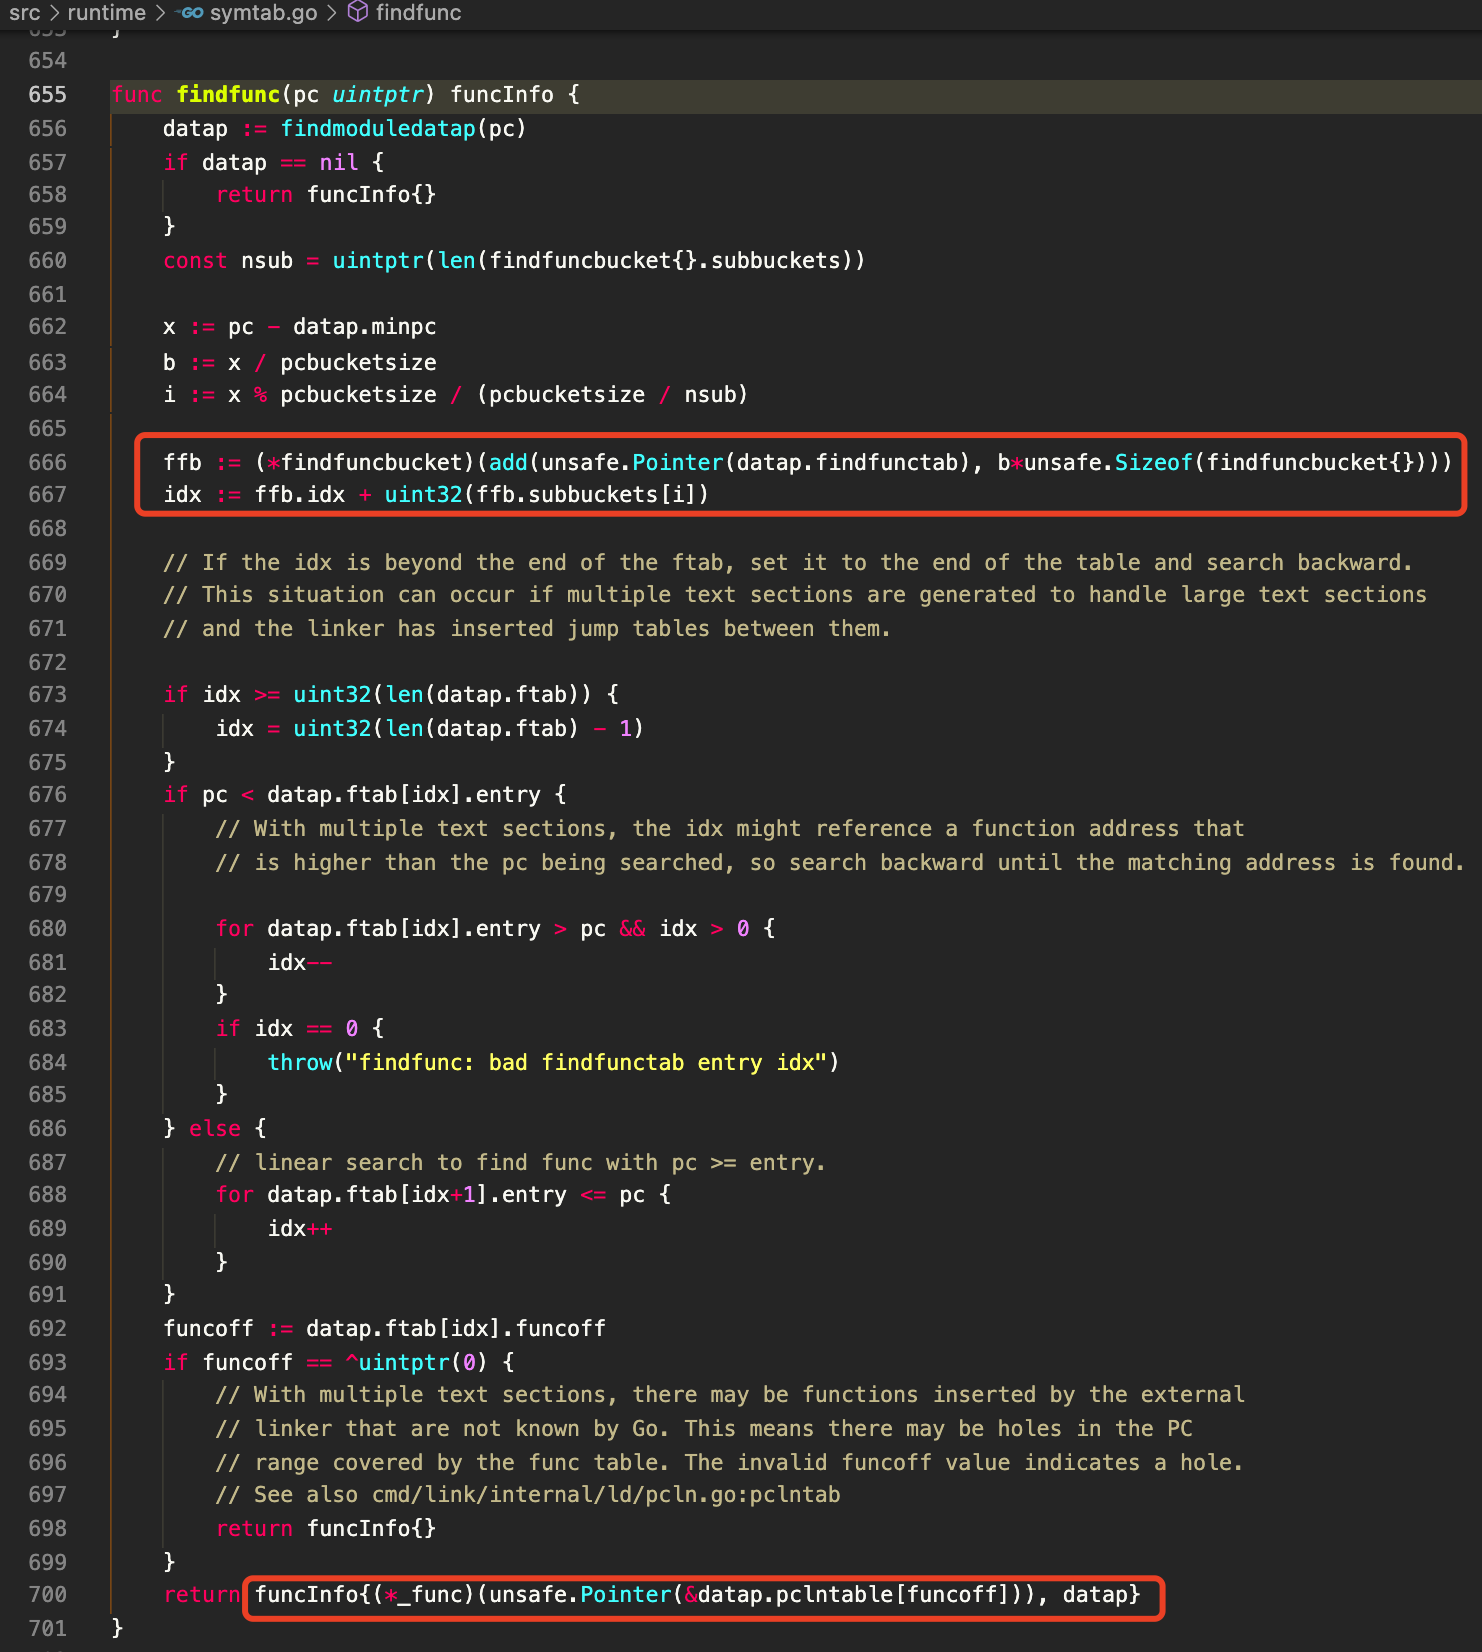 src > runtime > GO symtab.go > findfunc
653 }
654
655 func findfunc(pc uintptr) funcInfo {
656     datap := findmoduledatap(pc)
657     if datap == nil {
658         return funcInfo{}
659     }
660     const nsub = uintptr(len(findfuncbucket{}.subbuckets))
661
662     x := pc - datap.minpc
663     b := x / pcbucketsize
664     i := x % pcbucketsize / (pcbucketsize / nsub)
665
666     ffb := (*findfuncbucket)(add(unsafe.Pointer(datap.findfunctab), b*unsafe.Sizeof(findfuncbucket{})))
667     idx := ffb.idx + uint32(ffb.subbuckets[i])
668
669     // If the idx is beyond the end of the ftab, set it to the end of the table and search backward.
670     // This situation can occur if multiple text sections are generated to handle large text sections
671     // and the linker has inserted jump tables between them.
672
673     if idx >= uint32(len(datap.ftab)) {
674         idx = uint32(len(datap.ftab) - 1)
675     }
676     if pc < datap.ftab[idx].entry {
677         // With multiple text sections, the idx might reference a function address that
678         // is higher than the pc being searched, so search backward until the matching address is found.
679
680         for datap.ftab[idx].entry > pc && idx > 0 {
681             idx--
682         }
683         if idx == 0 {
684             throw("findfunc: bad findfunctab entry idx")
685         }
686     } else {
687         // linear search to find func with pc >= entry.
688         for datap.ftab[idx+1].entry <= pc {
689             idx++
690         }
691     }
692     funcoff := datap.ftab[idx].funcoff
693     if funcoff == ^uintptr(0) {
694         // With multiple text sections, there may be functions inserted by the external
695         // linker that are not known by Go. This means there may be holes in the PC
696         // range covered by the func table. The invalid funcoff value indicates a hole.
697         // See also cmd/link/internal/ld/pcln.go:pclntab
698         return funcInfo{}
699     }
700     return funcInfo{(*_func)(unsafe.Pointer(&datap.pclntable[funcoff])), datap}
701 }